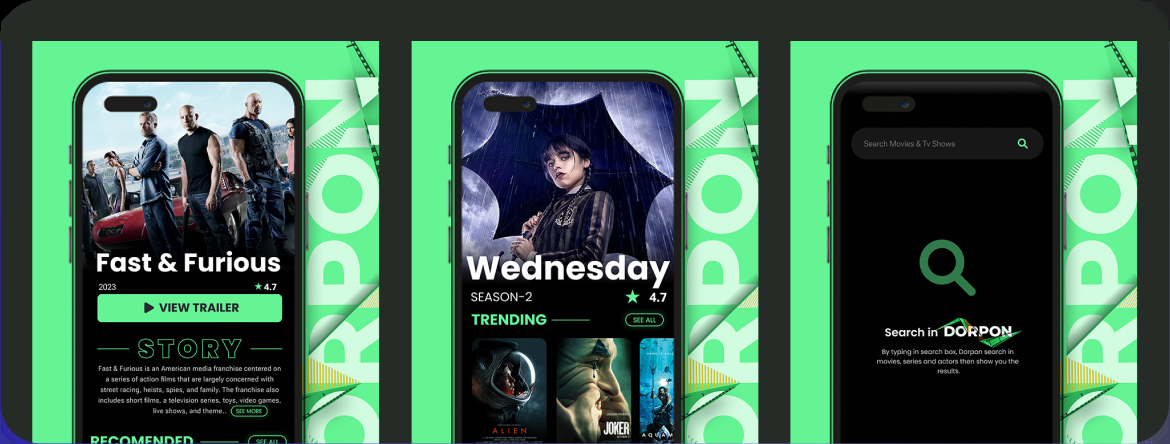 Fast & Furious
2023
★4.7
VIEW TRAILER
STORY
Fast & Furious is an American media franchise centered on
a series of action films that are largely concerned with
street racing, heists, spies, and family. The franchise also
includes short films, a television series, toys, video games,
live shows, and theme.. SEE MORE
RECOMENDED
SEE ALL
DORPON
Wednesday
SEASON-2
★ 4.7
TRENDING
SEE ALL
ALIEN
JOKER
AQUAM
DORPON
Search Movies & Tv Shows
Search in DORPON
By typing in search box, Dorpon search in
movies, series and actors then show you the
results.
DORPON